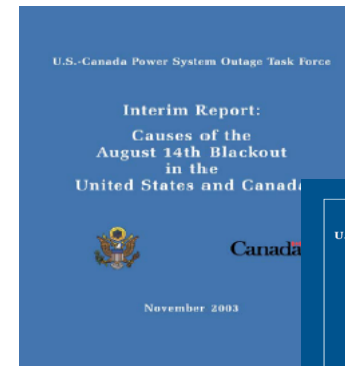 U.S.-Canada Power System Outage Task Force
Interim Report:
Causes of the
August 14th Blackout
in the
United States and Canada
Canada
November 2003
U.